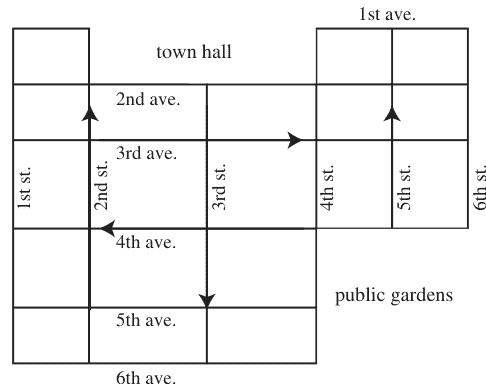 1st ave.
town hall
2nd ave.
3rd ave.
1st st.
2nd st.
3rd st.
4th st.
5th st.
6th st.
4th ave.
public gardens
5th ave.
6th ave.